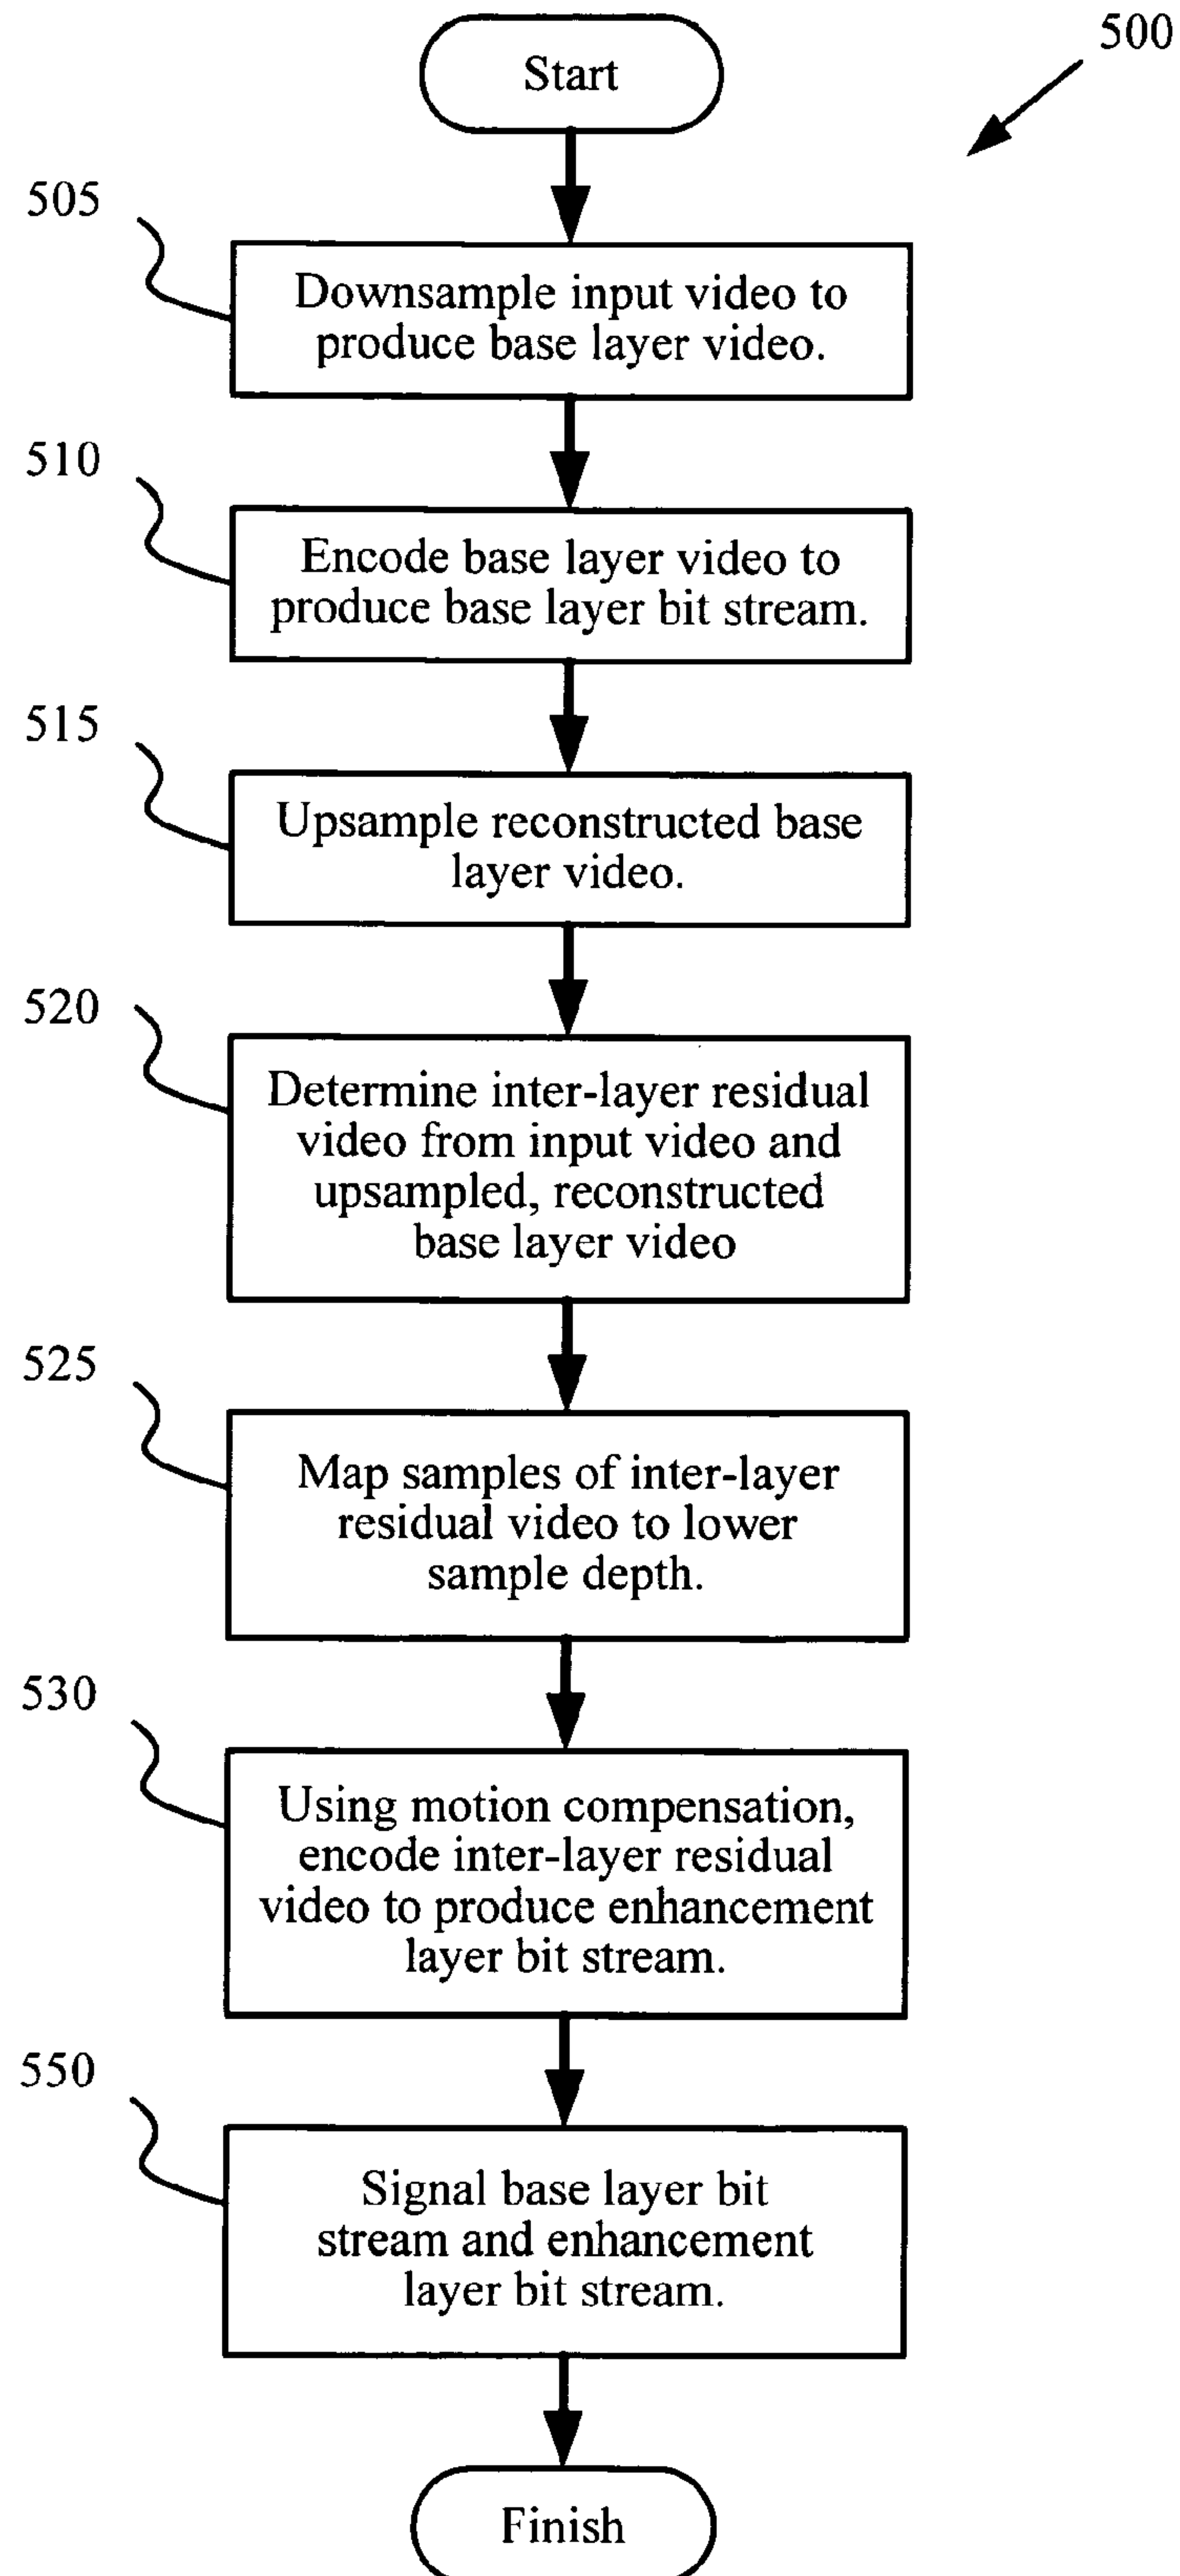 Start
500
505
Downsample input video to
produce base layer video.
510
Encode base layer video to
produce base layer bit stream.
515
Upsample reconstructed base
layer video.
520
Determine inter-layer residual
video from input video and
upsampled, reconstructed
base layer video
525
Map samples of inter-layer
residual video to lower
sample depth.
530
Using motion compensation,
encode inter-layer residual
video to produce enhancement
layer bit stream.
550
Signal base layer bit
stream and enhancement
layer bit stream.
Finish